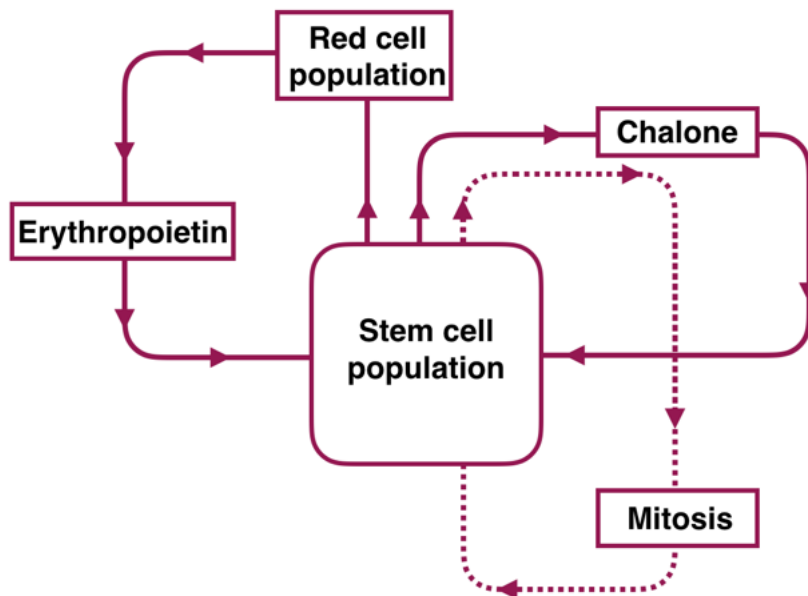 Red cell
population
Chalone
Erythropoietin
Stem cell
population
Mitosis